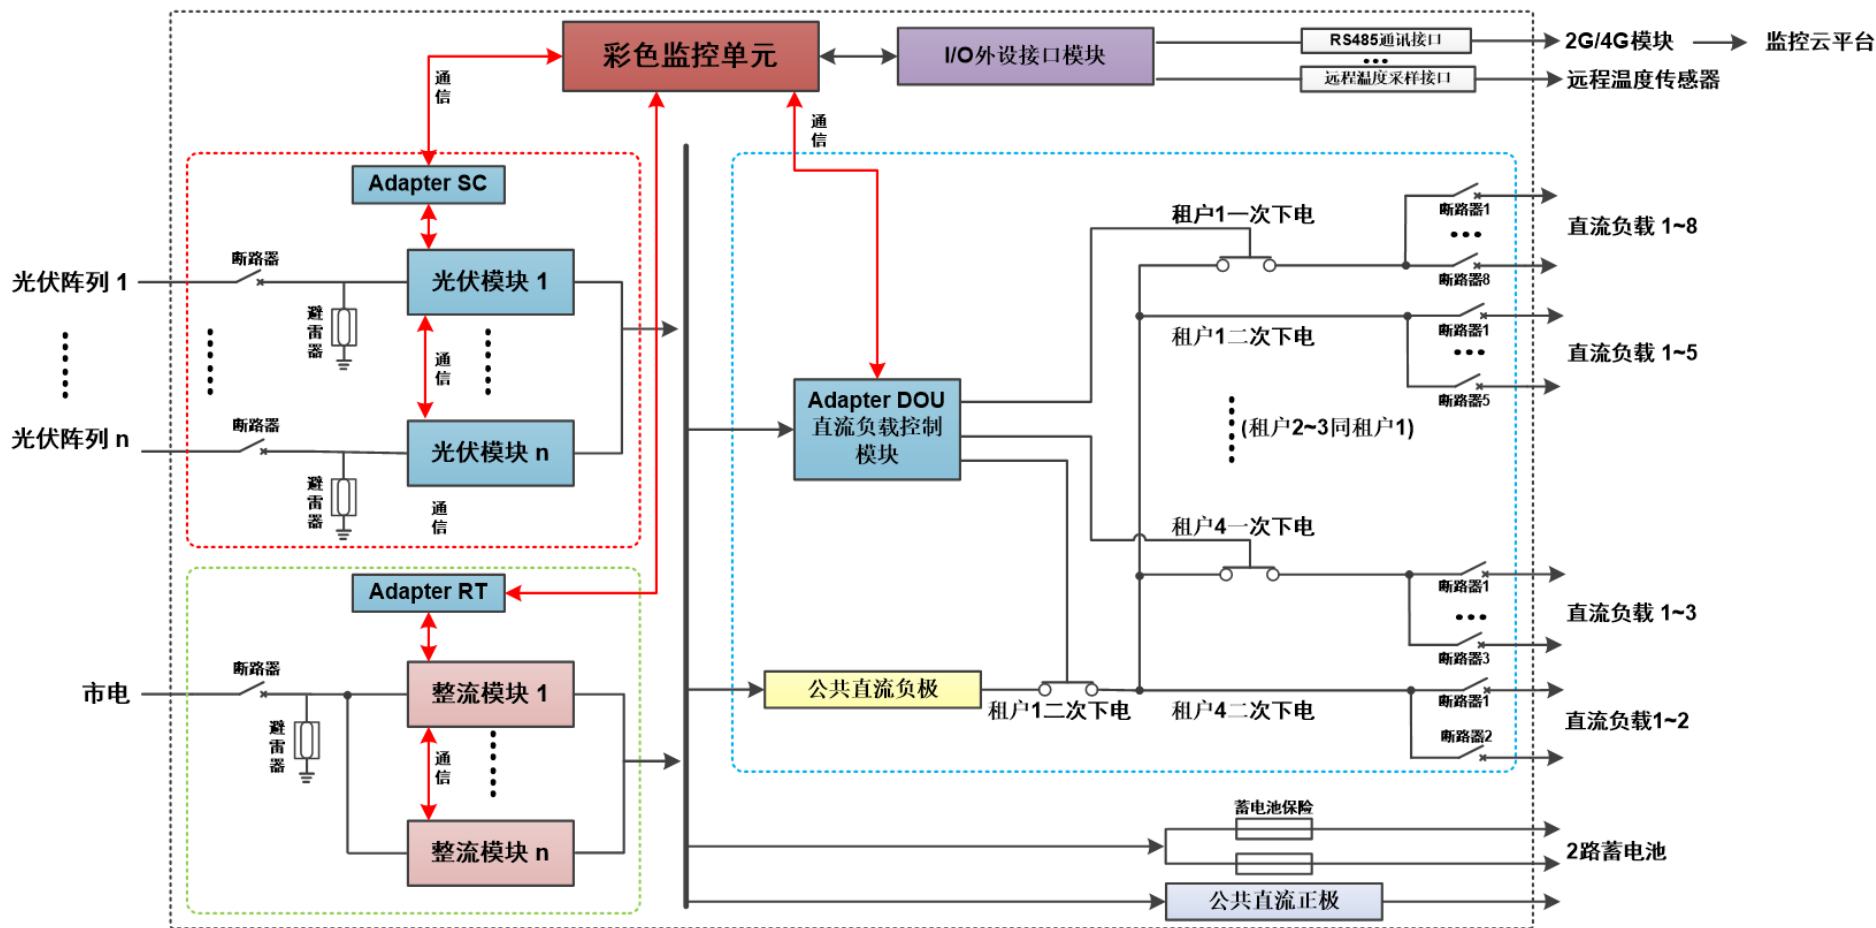 彩色监控单元
I/O外设接口模块
RS485通讯接口
远程温度采样接口
2G/4G模块
监控云平台
远程温度传感器
通信
通信
Adapter SC
断路器
光伏阵列 1
避雷器
光伏模块 1
通信
断路器
光伏阵列 n
避雷器
光伏模块 n
通信
Adapter RT
断路器
市电
避雷器
整流模块 1
通信
整流模块 n
Adapter DOU
直流负载控制
模块
公共直流负极
租户1二次下电
租户1一次下电
断路器1
断路器8
直流负载 1~8
租户1二次下电
断路器1
断路器5
直流负载 1~5
(租户2~3同租户1)
租户4一次下电
断路器1
断路器3
直流负载 1~3
租户4二次下电
断路器1
断路器2
直流负载1~2
蓄电池保险
2路蓄电池
公共直流正极